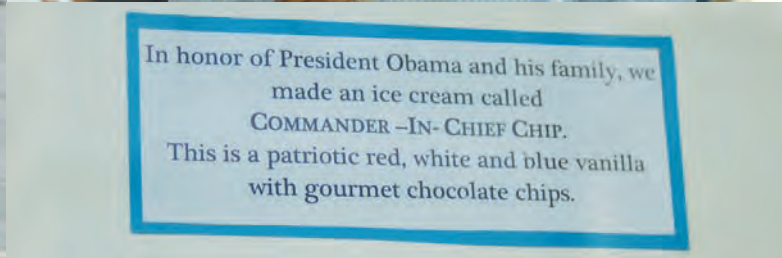 In honor of President Obama and his family, we
made an ice cream called
COMMANDER –IN- CHIEF CHIP.
This is a patriotic red, white and blue vanilla
with gourmet chocolate chips.